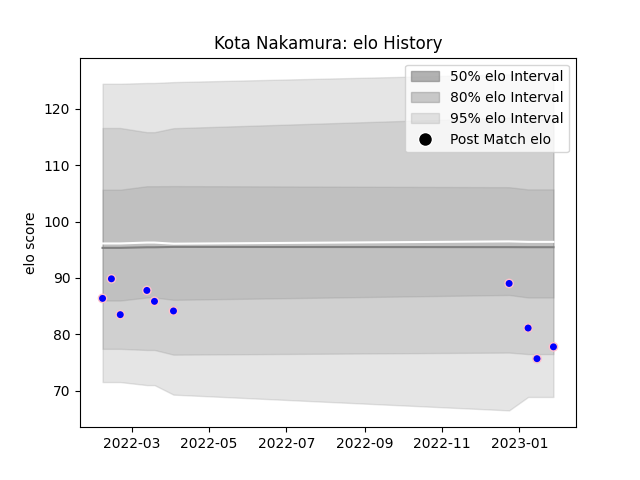 Kota Nakamura: elo History
50% elo Interval
80% elo Interval
95% elo Interval
Post Match elo
elo score
120
110
100
90
80
70
2022-03
2022-05
2022-07
2022-09
2022-11
2023-01